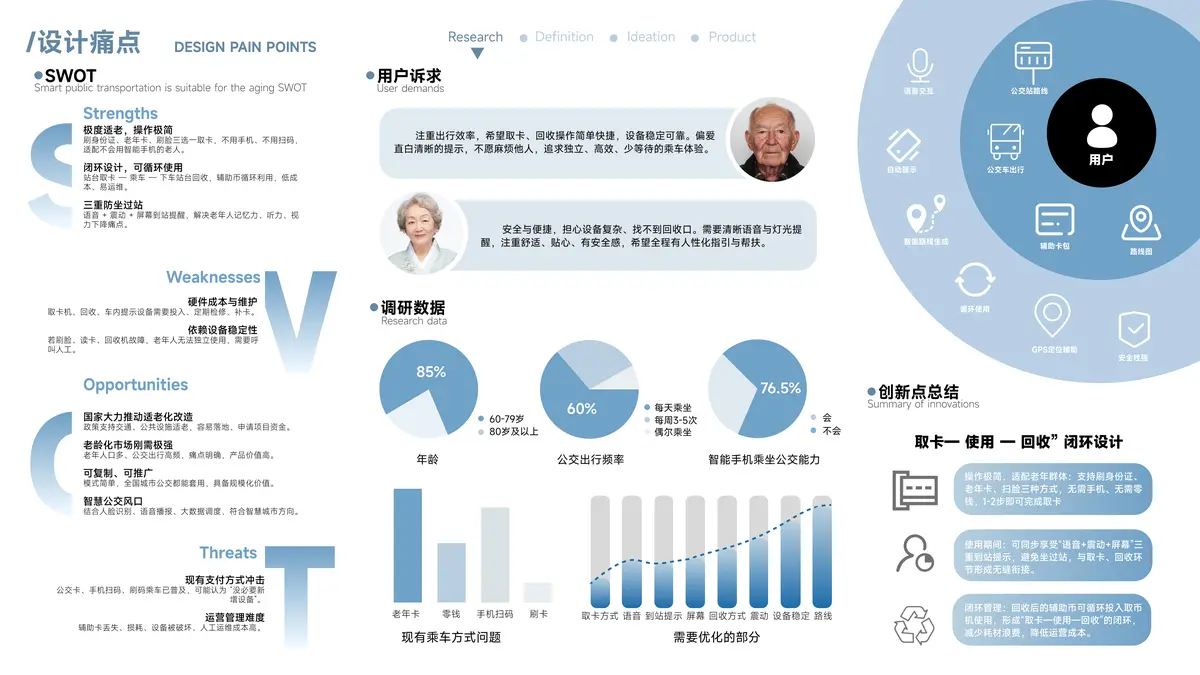 /设计痛点
DESIGN PAIN POINTS
Research
Definition
Ideation
Product
SWOT
Smart public transportation is suitable for the aging SWOT
S
Strengths
极度适老，操作极简
刷身份证、老年卡、刷脸三选一取卡，不用手机、不用扫码，
适配不会用智能手机的老人。
闭环设计，可循环使用
站台取卡 — 乘车 — 下车站台回收，辅助币循环利用，低成
本、易运维。
三重防坐过站
语音 + 震动 + 屏幕到站提醒，解决老年人记忆力、听力、视
力下降痛点。
Weaknesses
硬件成本与维护
取卡机、回收、车内提示设备需要投入、定期检修、补卡。
依赖设备稳定性
若刷脸、读卡、回收机故障，老年人无法独立使用，需要呼
叫人工。
Opportunities
国家大力推动适老化改造
政策支持交通、公共设施适老，容易落地、申请项目资金。
老龄化市场刚需极强
老年人口多、公交出行高频，痛点明确，产品价值高。
可复制、可推广
模式简单，全国城市公交都能套用，具备规模化价值。
智慧公交风口
结合人脸识别、语音播报、大数据调度，符合智慧城市方向。
O
Threats
T
现有支付方式冲击
公交卡、手机扫码、刷码乘车已普及，可能认为 “没必要新
增设备”。
运营管理难度
辅助卡丢失、损耗、设备被破坏、人工运维成本高。
用户诉求
User demands
注重出行效率，希望取卡、回收操作简单快捷，设备稳定可靠。偏爱
直白清晰的提示，不愿麻烦他人，追求独立、高效、少等待的乘车体验。
安全与便捷，担心设备复杂、找不到回收口。需要清晰语音与灯光提
醒，注重舒适、贴心、有安全感，希望全程有人性化指引与帮扶。
调研数据
Research data
85%
60-79岁
80岁及以上
年龄
60%
每天乘坐
每周3-5次
偶尔乘坐
公交出行频率
76.5%
会
不会
智能手机乘坐公交能力
老年卡
零钱
手机扫码
刷卡
现有乘车方式问题
取卡方式
语音
到站提示
屏幕
回收方式
震动
设备稳定
路线
需要优化的部分
语音交互
公交站路线
用户
自动提示
公交车出行
智能路线生成
辅助卡包
路线图
循环使用
GPS定位辅助
安全性强
创新点总结
Summary of innovations
取卡— 使用 — 回收” 闭环设计
操作极简，适配老年群体：支持刷身份证、
老年卡、扫脸三种方式，无需手机、无需零
钱，1-2步即可完成取卡
使用期间：可同步享受“语音+震动+屏幕”三
重到站提示，避免坐过站，与取卡、回收环
节形成无缝衔接。
闭环管理：回收后的辅助币可循环投入取币
机使用，形成“取卡—使用—回收”的闭环，
减少耗材浪费，降低运营成本。